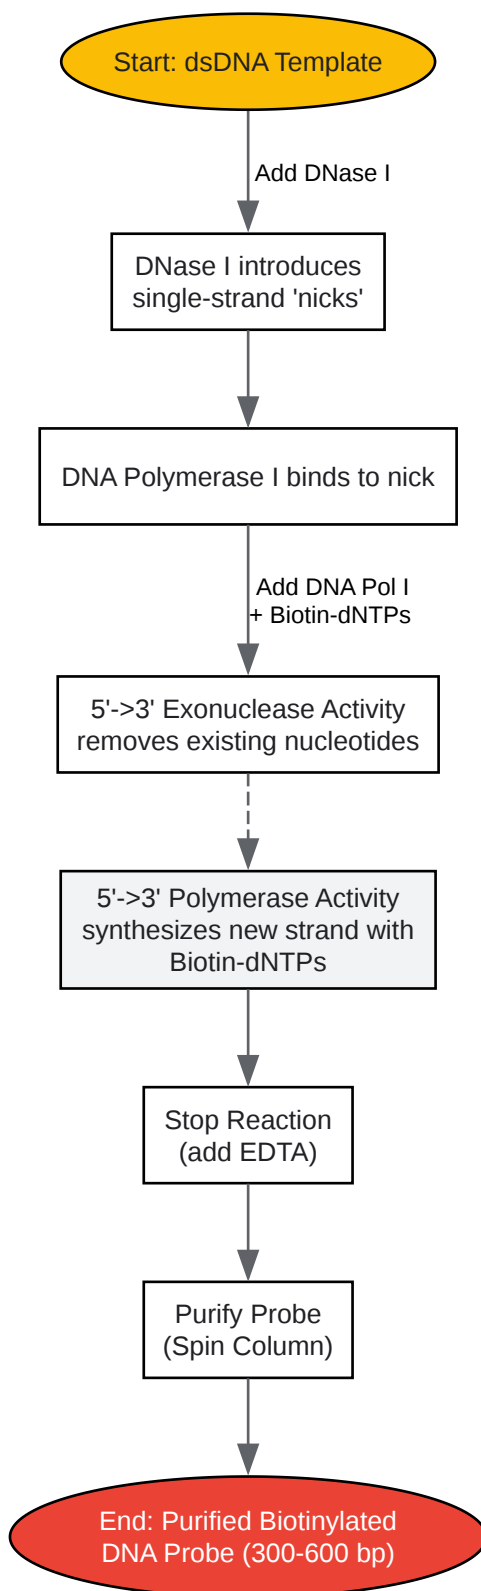 Start: dsDNA Template
Add DNase I
DNase I introduces
single-strand 'nicks'
DNA Polymerase I binds to nick
Add DNA Pol I
+ Biotin-dNTPs
5'->3' Exonuclease Activity
removes existing nucleotides
5'->3' Polymerase Activity
synthesizes new strand with
Biotin-dNTPs
Stop Reaction
(add EDTA)
Purify Probe
(Spin Column)
End: Purified Biotinylated
DNA Probe (300-600 bp)